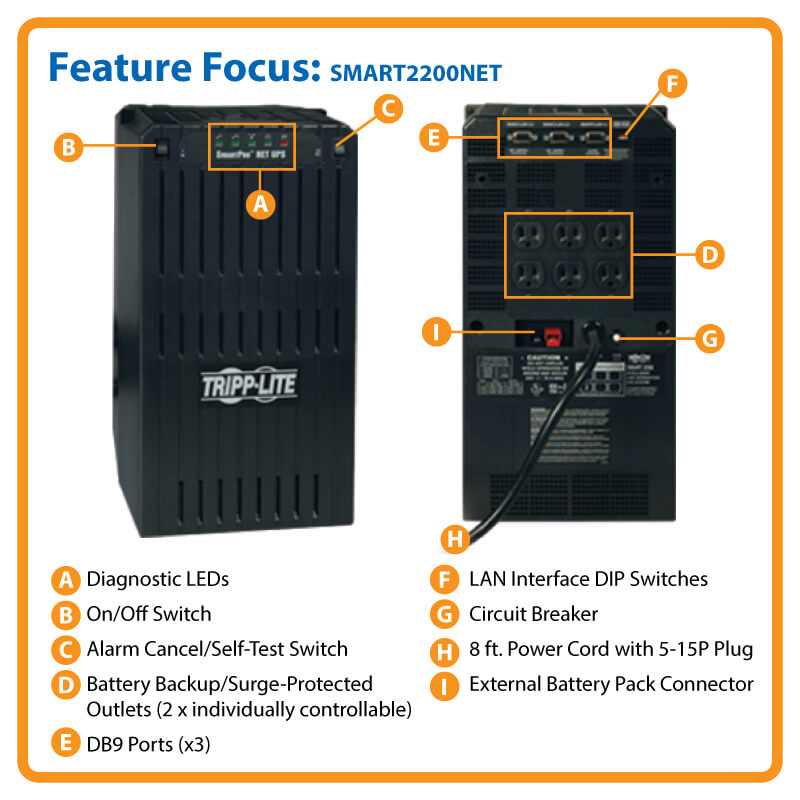 Feature Focus: SMART2200NET
B
C
A
SmartPro NET UPS
TRIPP·LITE
F
E
D
I
G
CAUTION
H
A Diagnostic LEDs
B On/Off Switch
C Alarm Cancel/Self-Test Switch
D Battery Backup/Surge-Protected
Outlets (2 x individually controllable)
E DB9 Ports (x3)
F LAN Interface DIP Switches
G Circuit Breaker
H 8 ft. Power Cord with 5-15P Plug
I External Battery Pack Connector